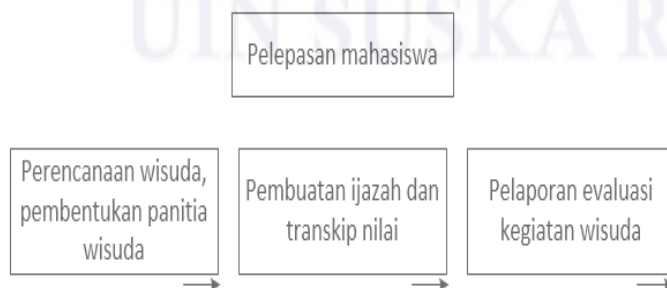 UIN SUSKA R
Pelepasan mahasiswa
Perencanaan wisuda,
pembentukan panitia
wisuda
Pembuatan ijazah dan
transkip nilai
Pelaporan evaluasi
kegiatan wisuda